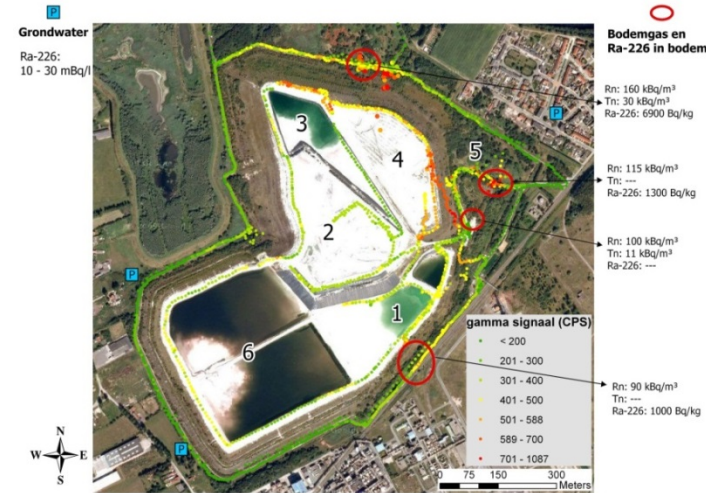 P
Grondwater
Ra-226:
10 - 30 mBq/l
Bodemgas en
Ra-226 in bodem
Rn: 160 kBq/m³
Tn: 30 kBq/m³
Ra-226: 6900 Bq/kg
P
3
4
5
Rn: 115 kBq/m³
Tn: ---
Ra-226: 1300 Bq/kg
2
Rn: 100 kBq/m³
Tn: 11 kBq/m³
Ra-226: ---
P
1
6
gamma signaal (CPS)
< 200
201 - 300
301 - 400
401 - 500
501 - 588
589 - 700
701 - 1087
Rn: 90 kBq/m³
Tn: ---
Ra-226: 1000 Bq/kg
P
N
W E
S
0 75 150 300
Meters